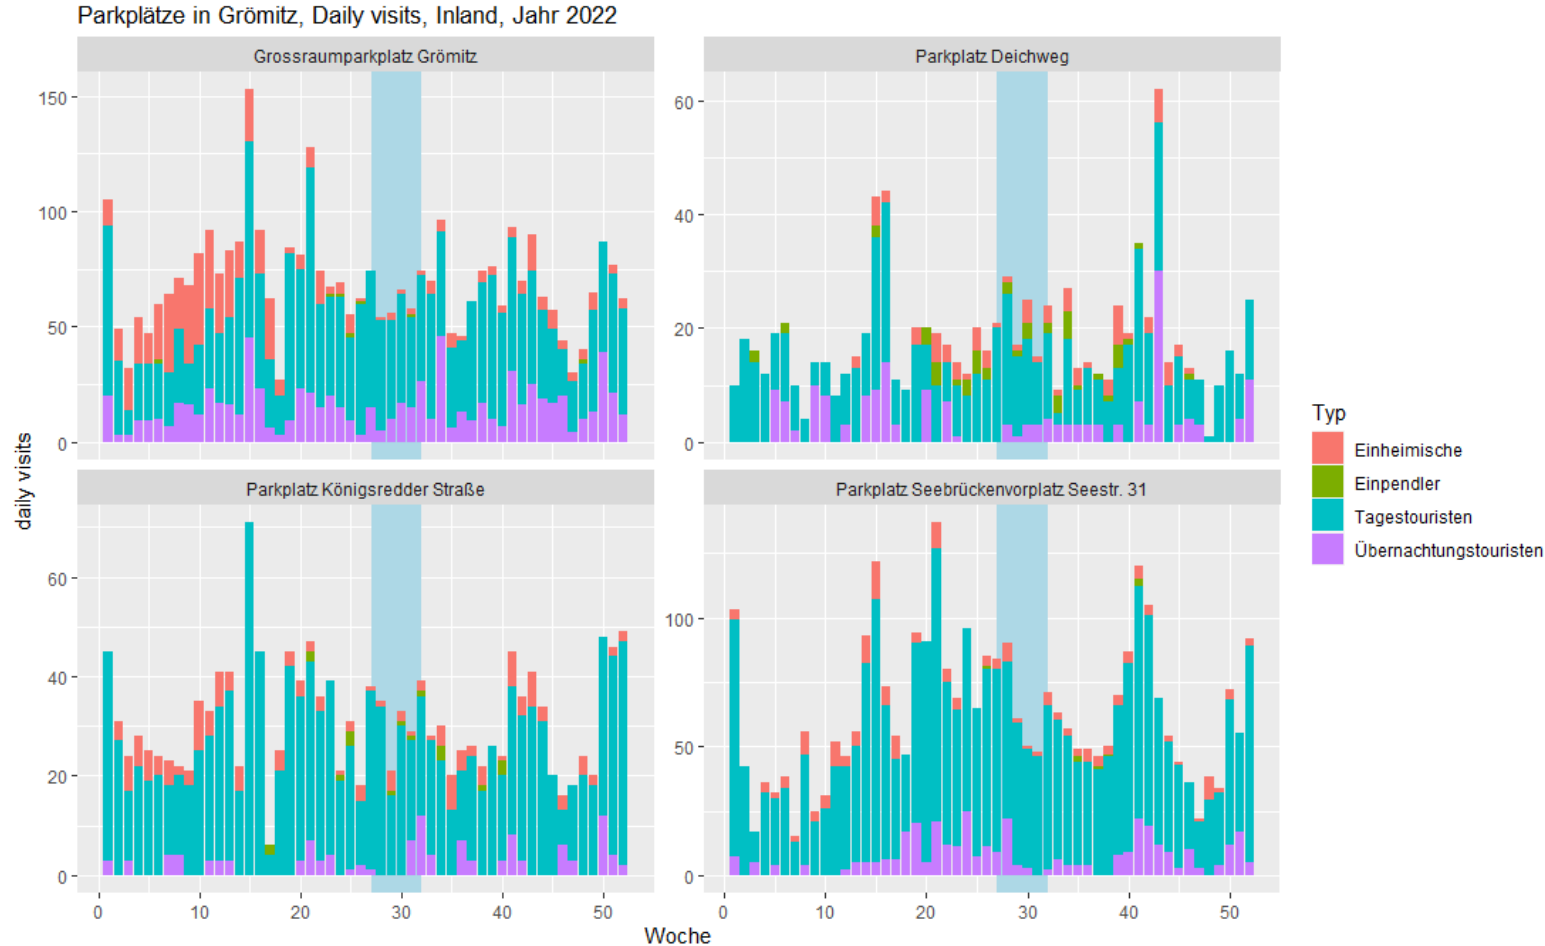 Parkplätze in Grömitz, Daily visits, Inland, Jahr 2022
Grossraumparkplatz Grömitz
Parkplatz Deichweg
150
100
50
0
60
40
20
0
Parkplatz Königsredder Straße
Parkplatz Seebrückenvorplatz Seestr. 31
60
40
20
0
100
50
0
0 10 20 30 40 50
0 10 20 30 40 50
Woche
daily visits
Typ
Einheimische
Einpendler
Tagestouristen
Übernachtungstouristen